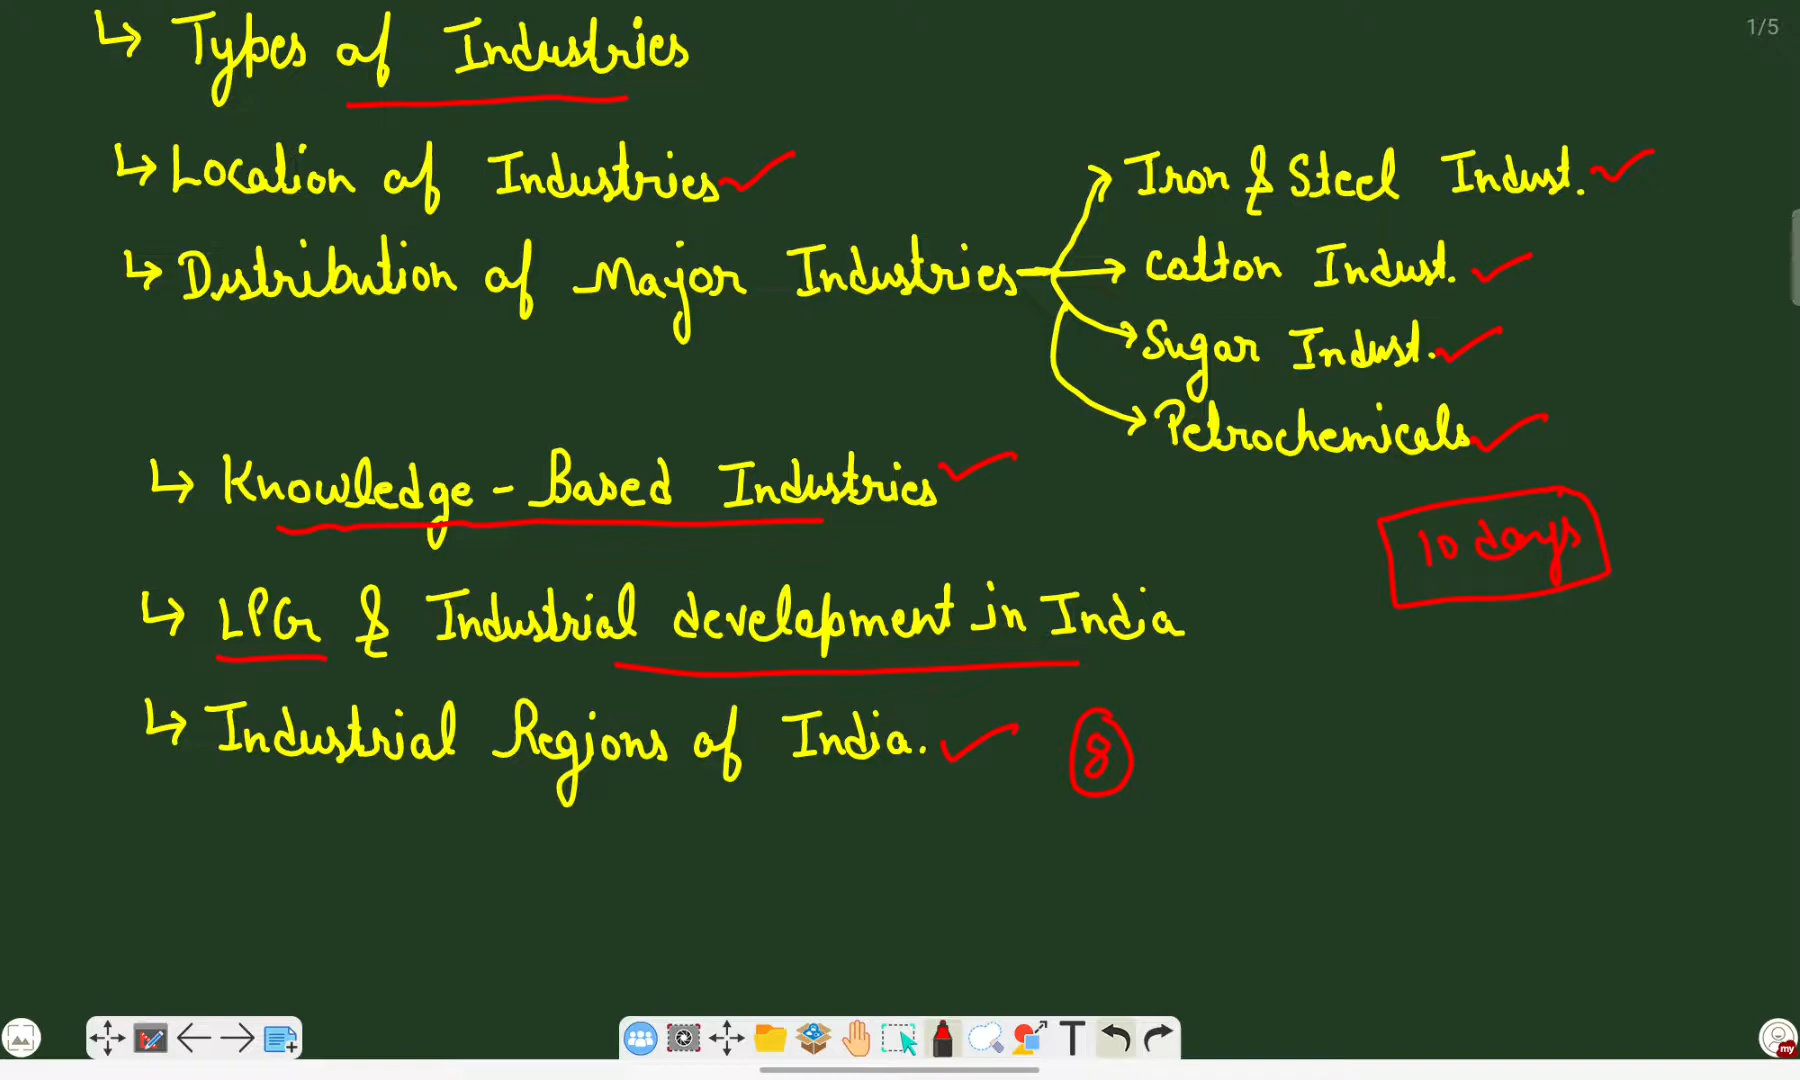 ↳ Types of Industries
1/5
↳ Location of Industries
↳ Distribution of Major Industries
Iron & Steel Indust.
Cotton Indust.
Sugar Indust.
Petrochemicals
↳ Knowledge-Based Industries
10 days
↳ LPG & Industrial development in India
↳ Industrial Regions of India.
8
T
my